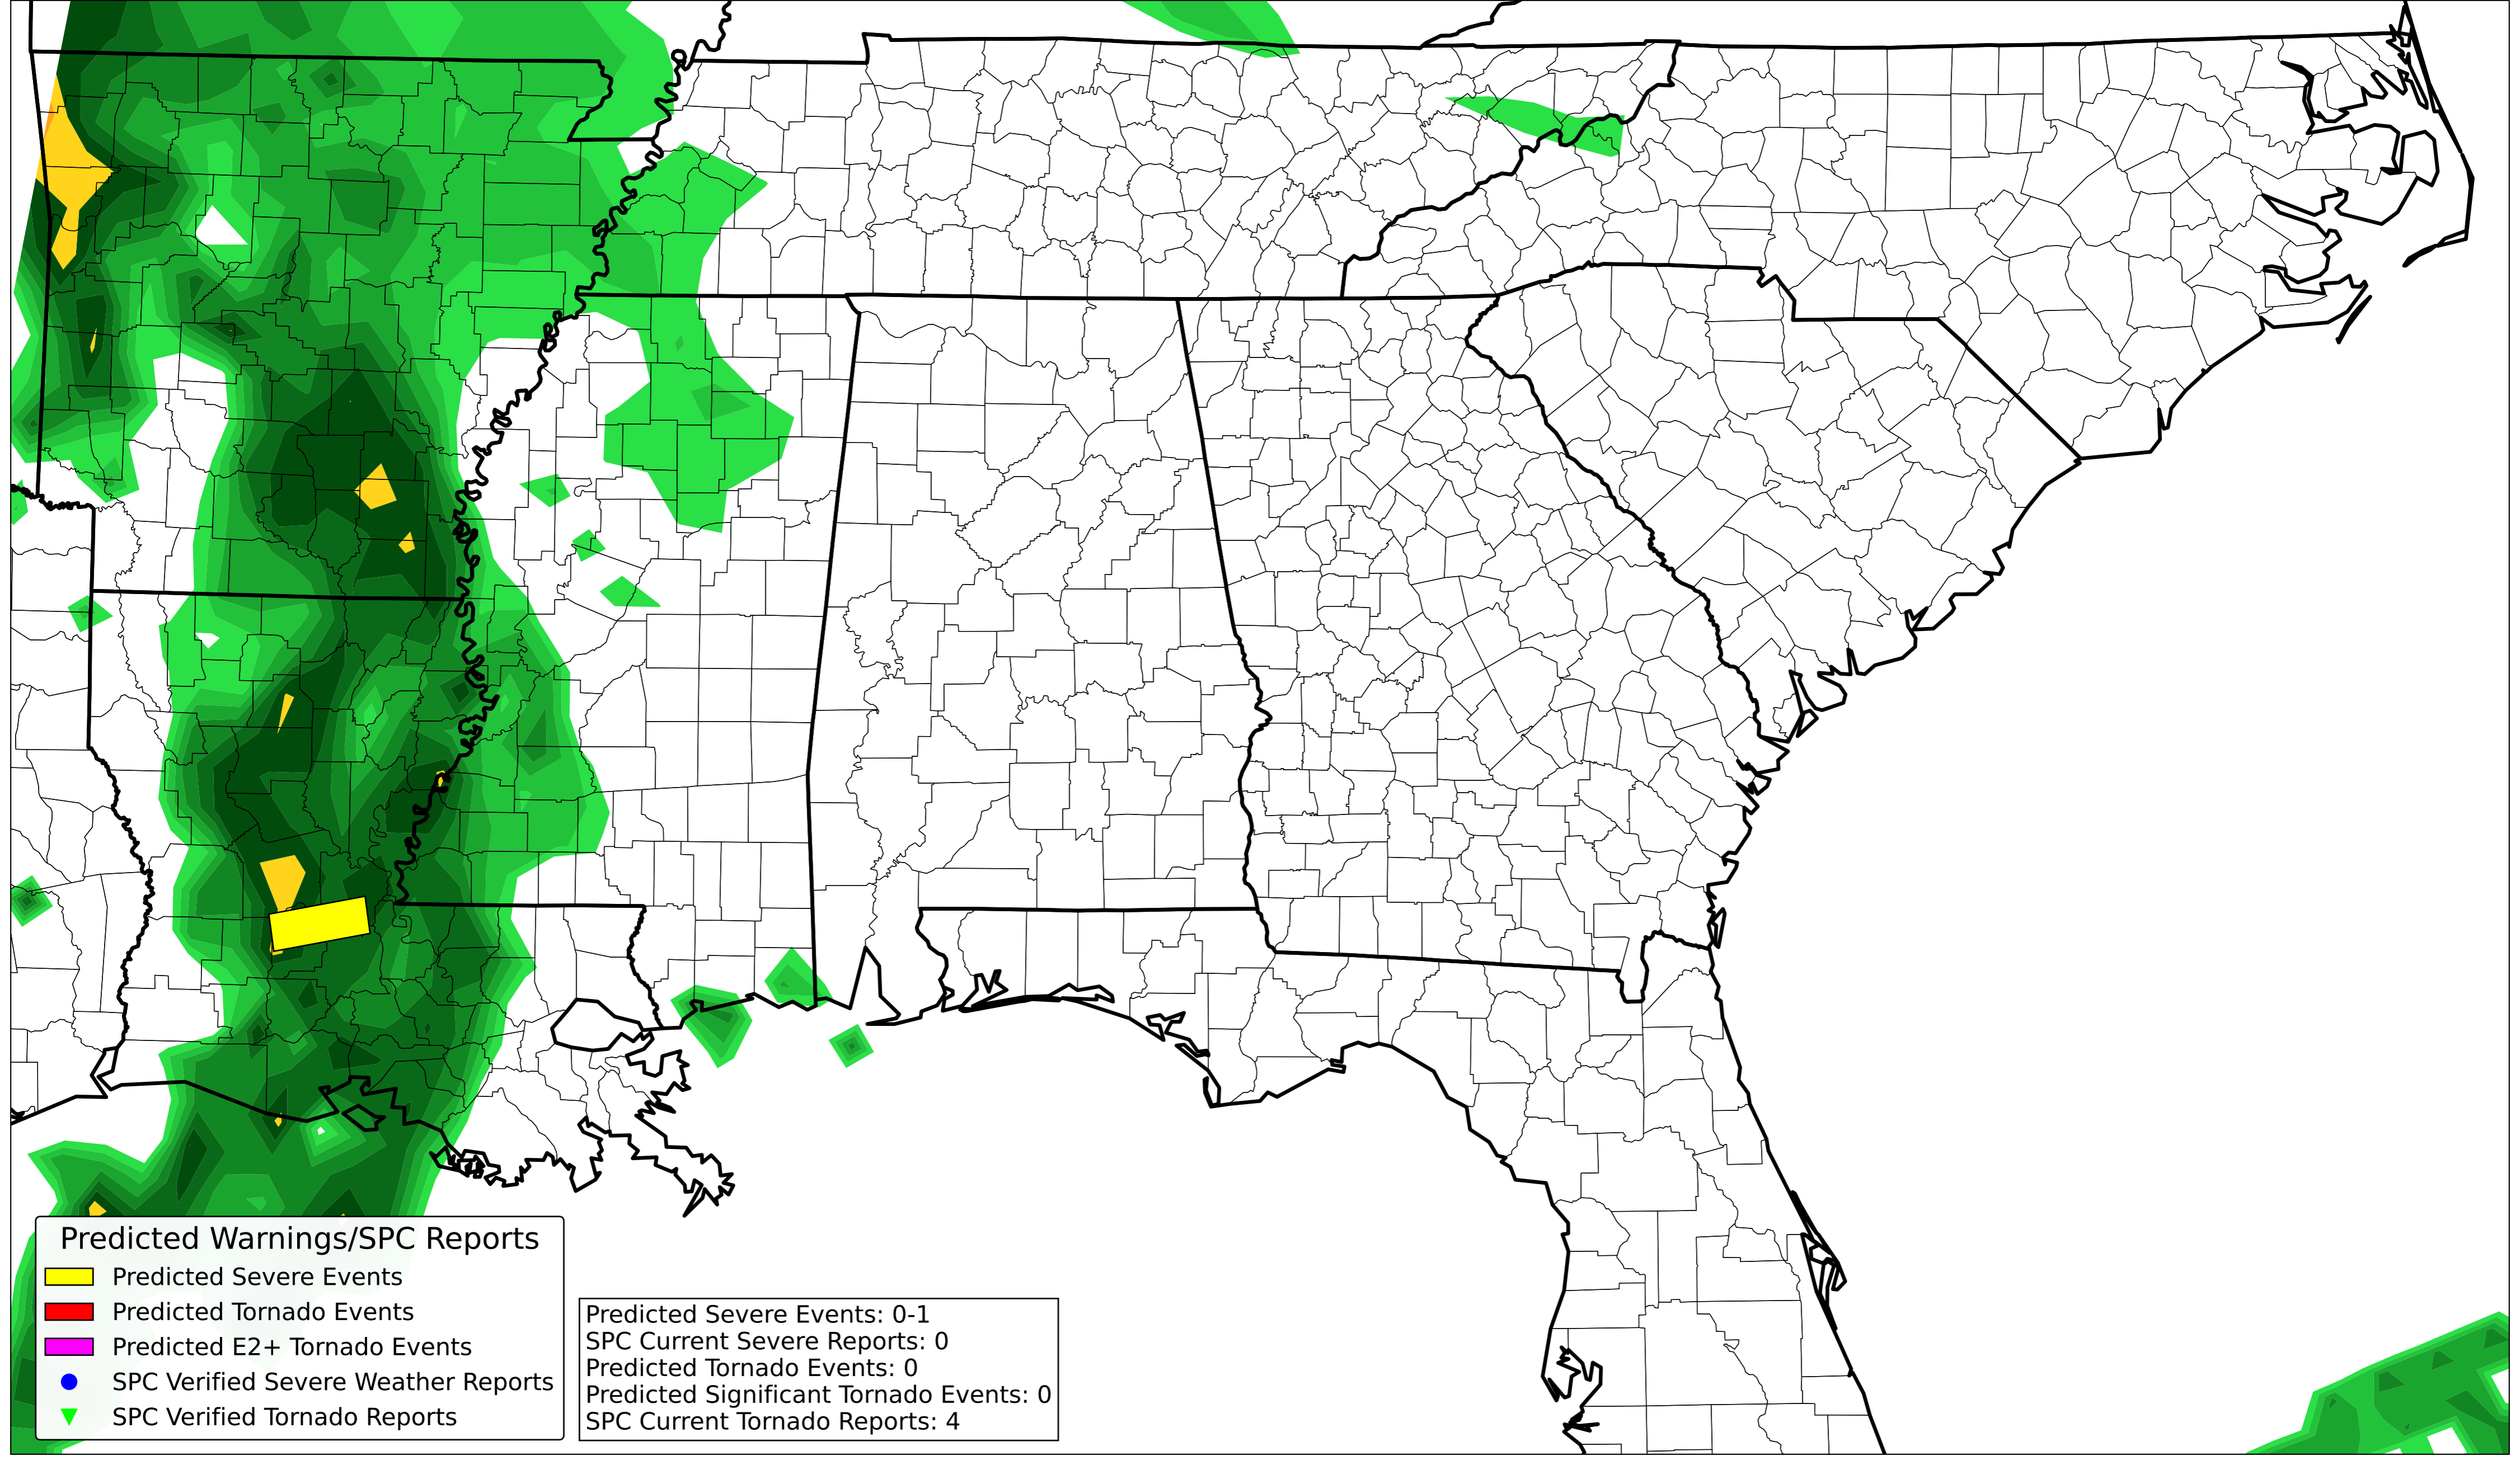 Predicted Warnings/SPC Reports
Predicted Severe Events
Predicted Tornado Events
Predicted E2+ Tornado Events
SPC Verified Severe Weather Reports
SPC Verified Tornado Reports
Predicted Severe Events: 0-1
SPC Current Severe Reports: 0
Predicted Tornado Events: 0
Predicted Significant Tornado Events: 0
SPC Current Tornado Reports: 4